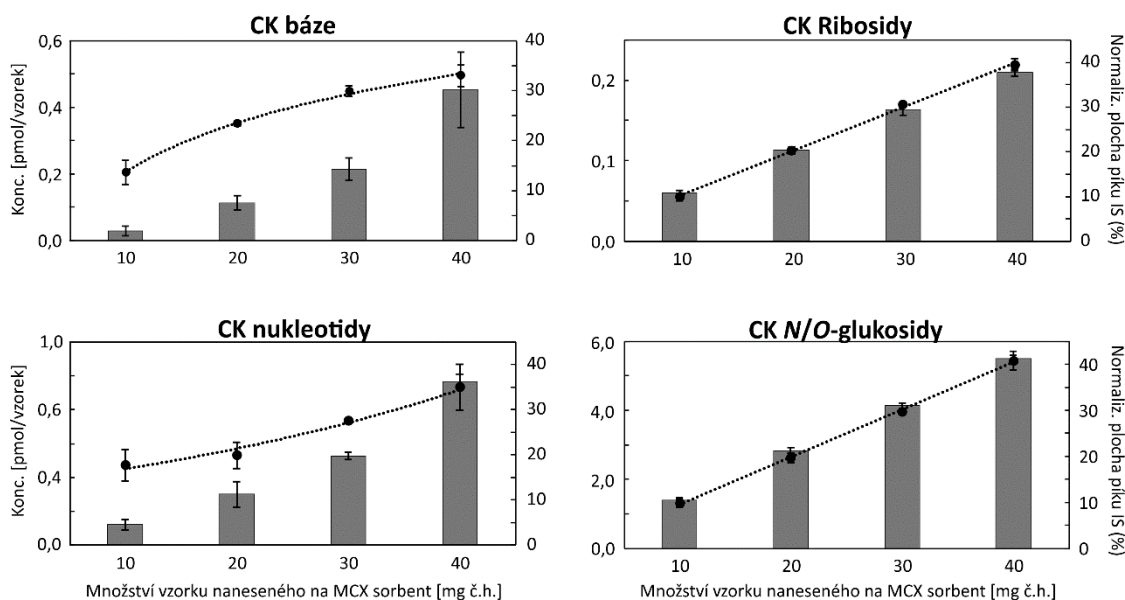 CK báze
Konc. [pmol/vzorek]
0,6
0,4
0,2
0,0
40
30
20
10
0
10 20 30 40
CK Ribosidy
0,2
0,1
0,0
40
30
20
10
0
Normaliz. plocha píku IS (%)
10 20 30 40
CK nukleotidy
Konc. [pmol/vzorek]
1,0
0,6
0,4
0,0
40
30
20
10
0
10 20 30 40
Množství vzorku naneseného na MCX sorbent [mg č.h.]
CK N/O-glukosidy
6,0
4,0
2,0
0,0
40
30
20
10
0
Normaliz. plocha píku IS (%)
10 20 30 40
Množství vzorku naneseného na MCX sorbent [mg č.h.]